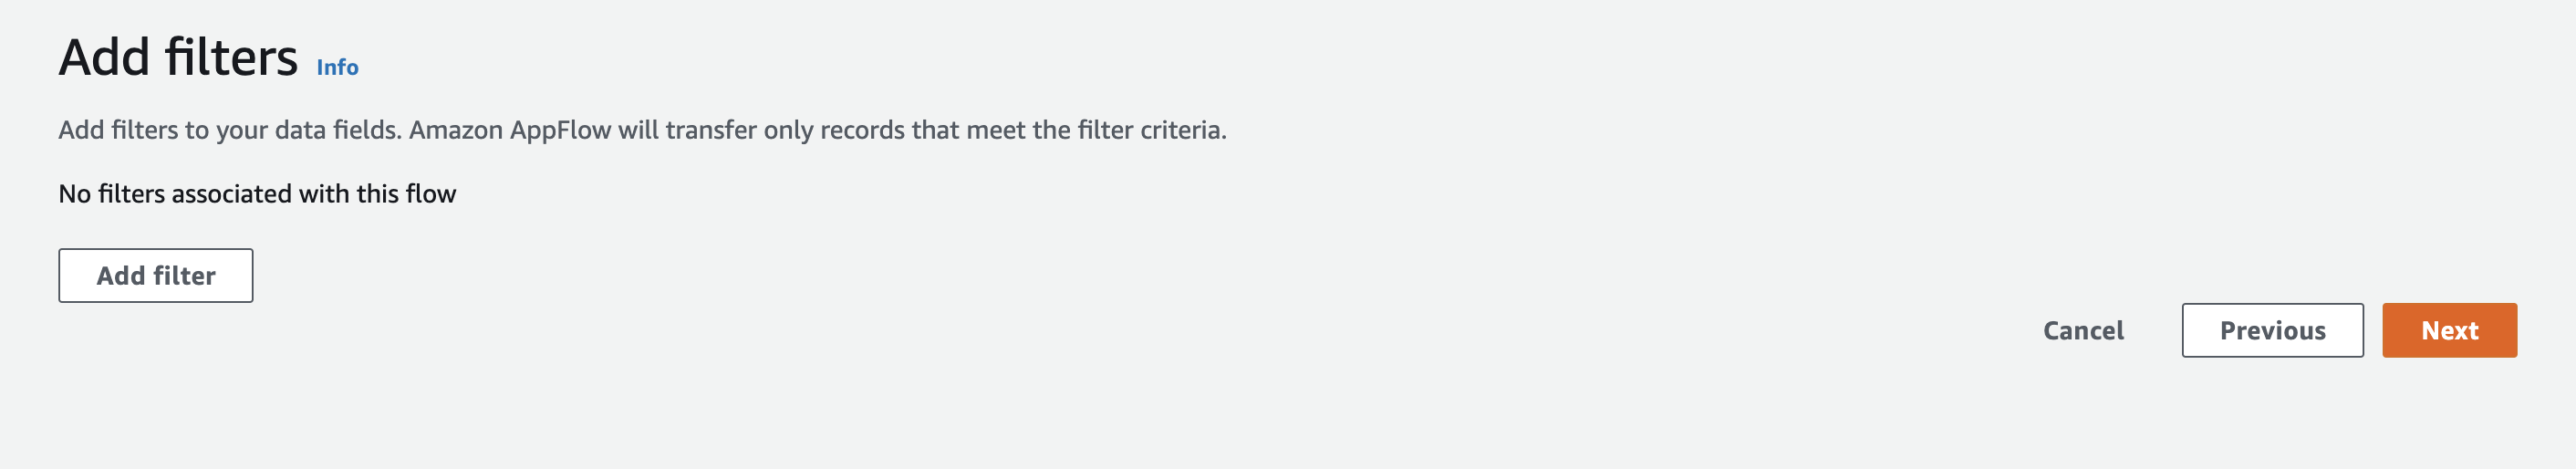 Add filters Info
Add filters to your data fields. Amazon AppFlow will transfer only records that meet the filter criteria.
No filters associated with this flow
Add filter
Cancel Previous Next